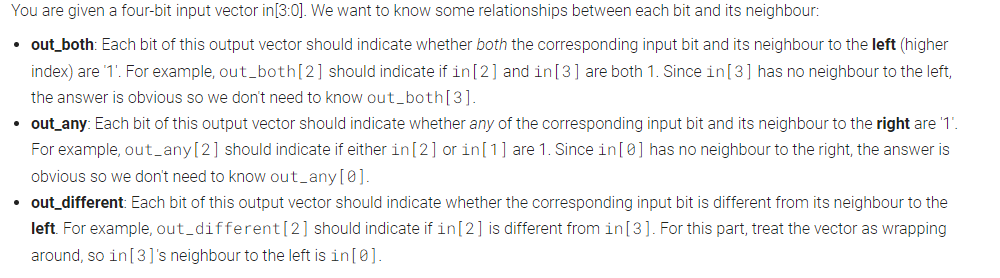 You are given a four-bit input vector in[3:0]. We want to know some relationships between each bit and its neighbour:
• out_both: Each bit of this output vector should indicate whether both the corresponding input bit and its neighbour to the left (higher
index) are '1'. For example, out_both[2] should indicate if in[2] and in[3] are both 1. Since in[3] has no neighbour to the left,
the answer is obvious so we don't need to know out_both[3].
• out_any: Each bit of this output vector should indicate whether any of the corresponding input bit and its neighbour to the right are '1'.
For example, out_any[2] should indicate if either in[2] or in[1] are 1. Since in[0] has no neighbour to the right, the answer is
obvious so we don't need to know out_any[0].
• out_different: Each bit of this output vector should indicate whether the corresponding input bit is different from its neighbour to the
left. For example, out_different[2] should indicate if in[2] is different from in[3]. For this part, treat the vector as wrapping
around, so in[3]'s neighbour to the left is in[0].